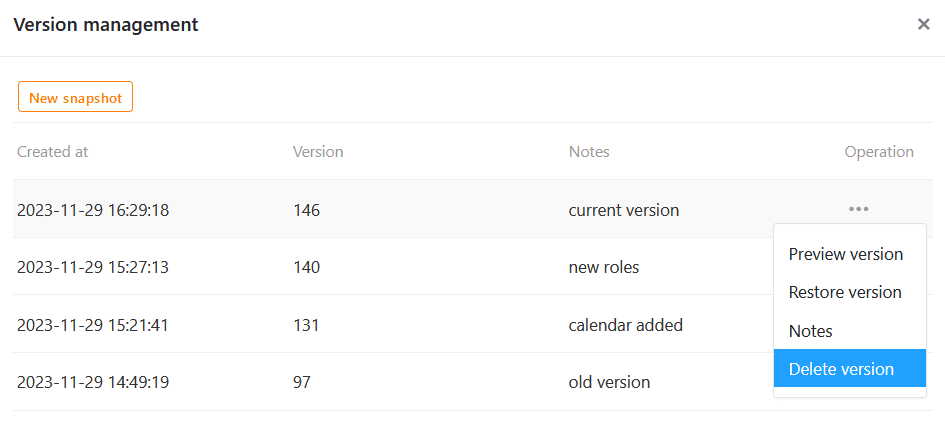 Version management
New snapshot
Created at Version Notes Operation
2023-11-29 16:29:18 146 current version
2023-11-29 15:27:13 140 new roles
2023-11-29 15:21:41 131 calendar added
2023-11-29 14:49:19 97 old version
Preview version
Restore version
Notes
Delete version